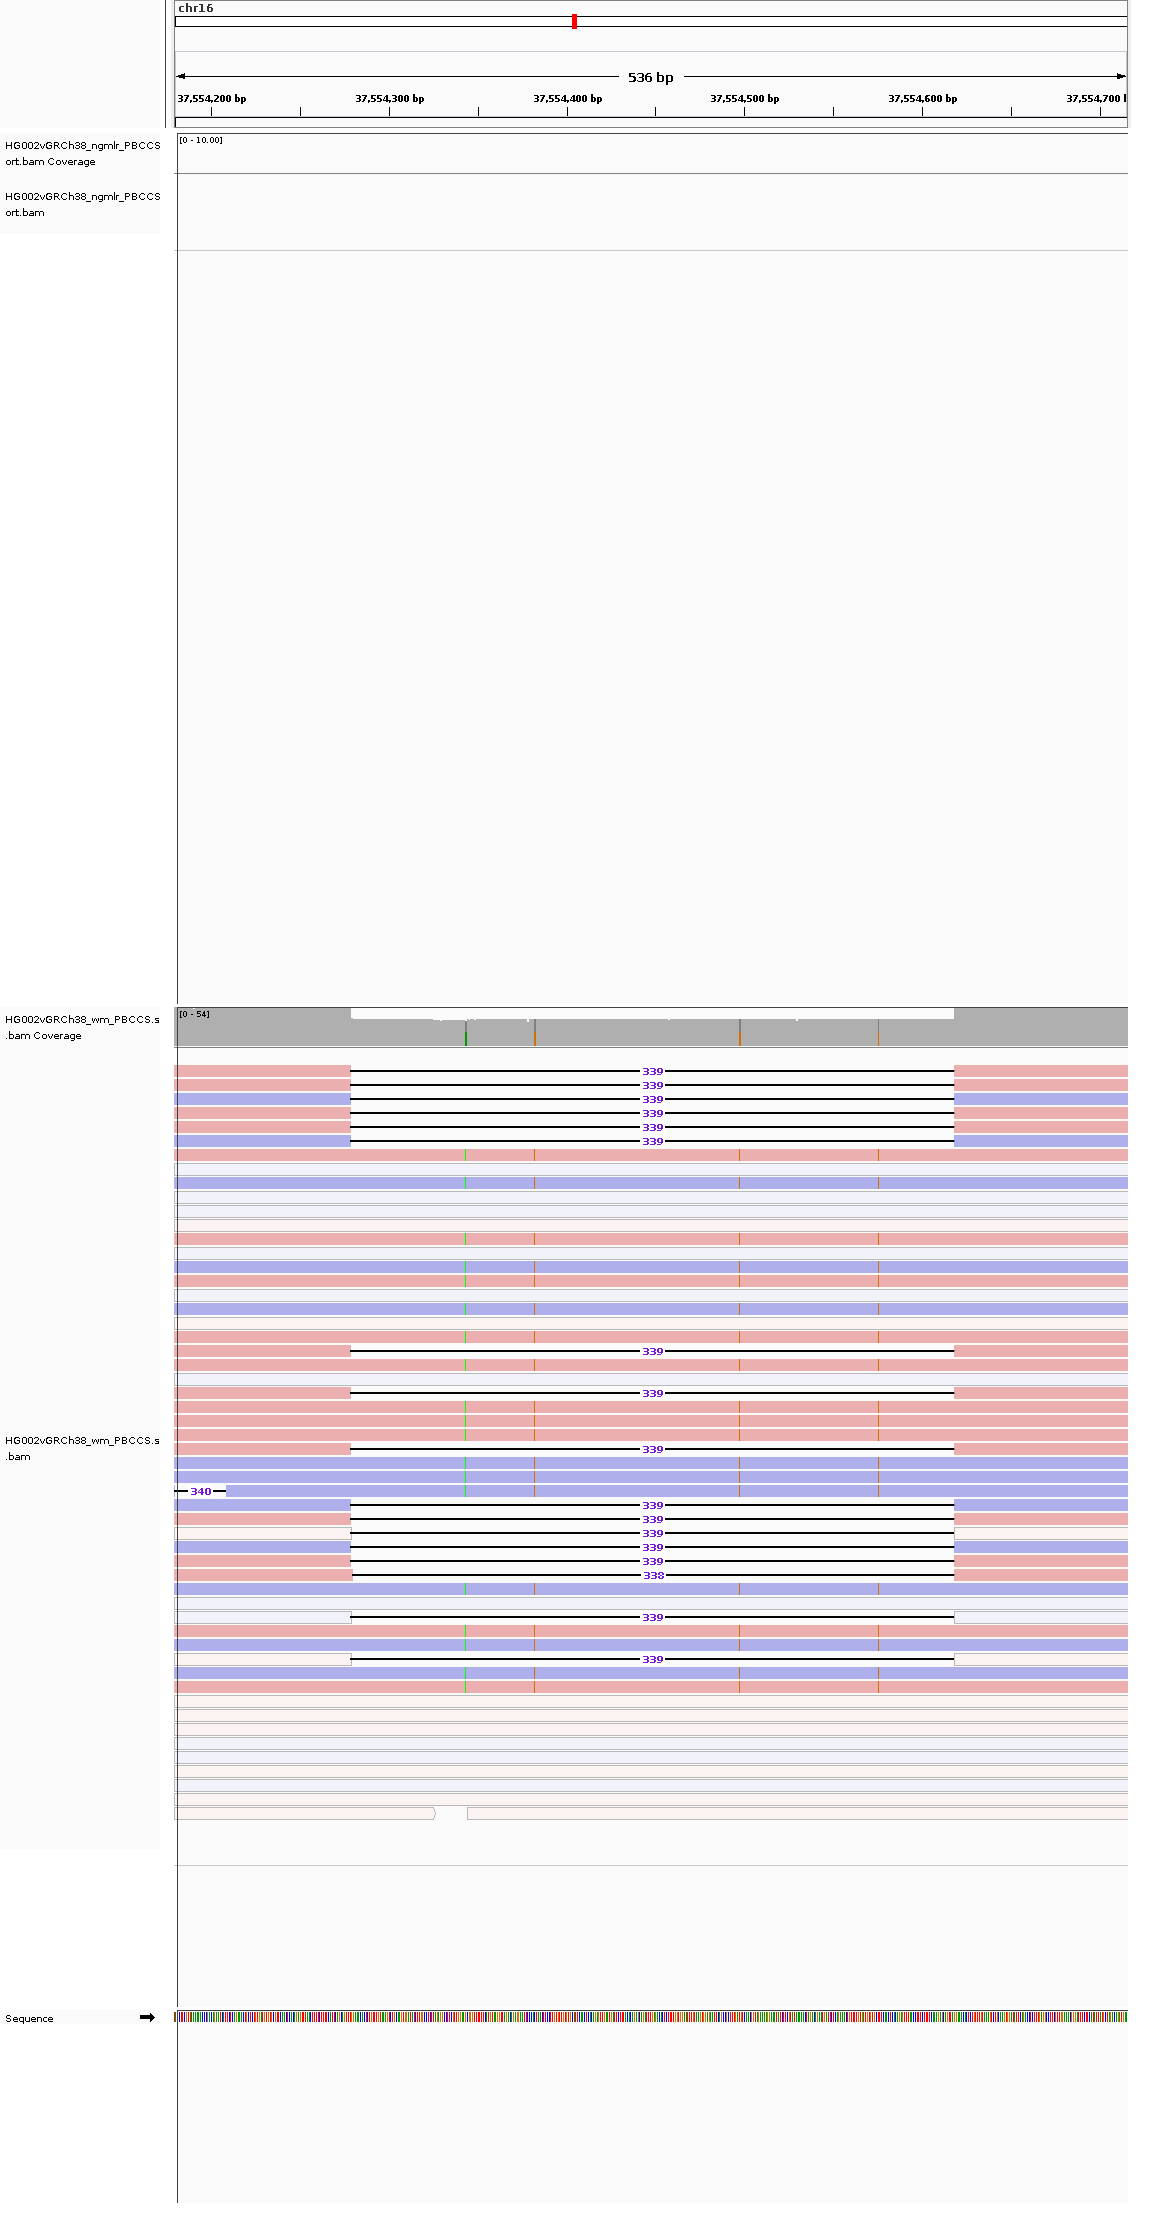 chr16
536 bp
37,554,200 bp 37,554,300 bp 37,554,400 bp 37,554,500 bp 37,554,600 bp 37,554,700
HG002vGRCh38_ngmlr_PBCCS
ort.bam Coverage
[0 - 10.00]
HG002vGRCh38_ngmlr_PBCCS
ort.bam
HG002vGRCh38_wm_PBCCS.s
.bam Coverage
[0 - 54]
339
339
339
339
339
339
339
339
HG002vGRCh38_wm_PBCCS.s
.bam
339
340
339
339
339
339
339
338
339
339
Sequence